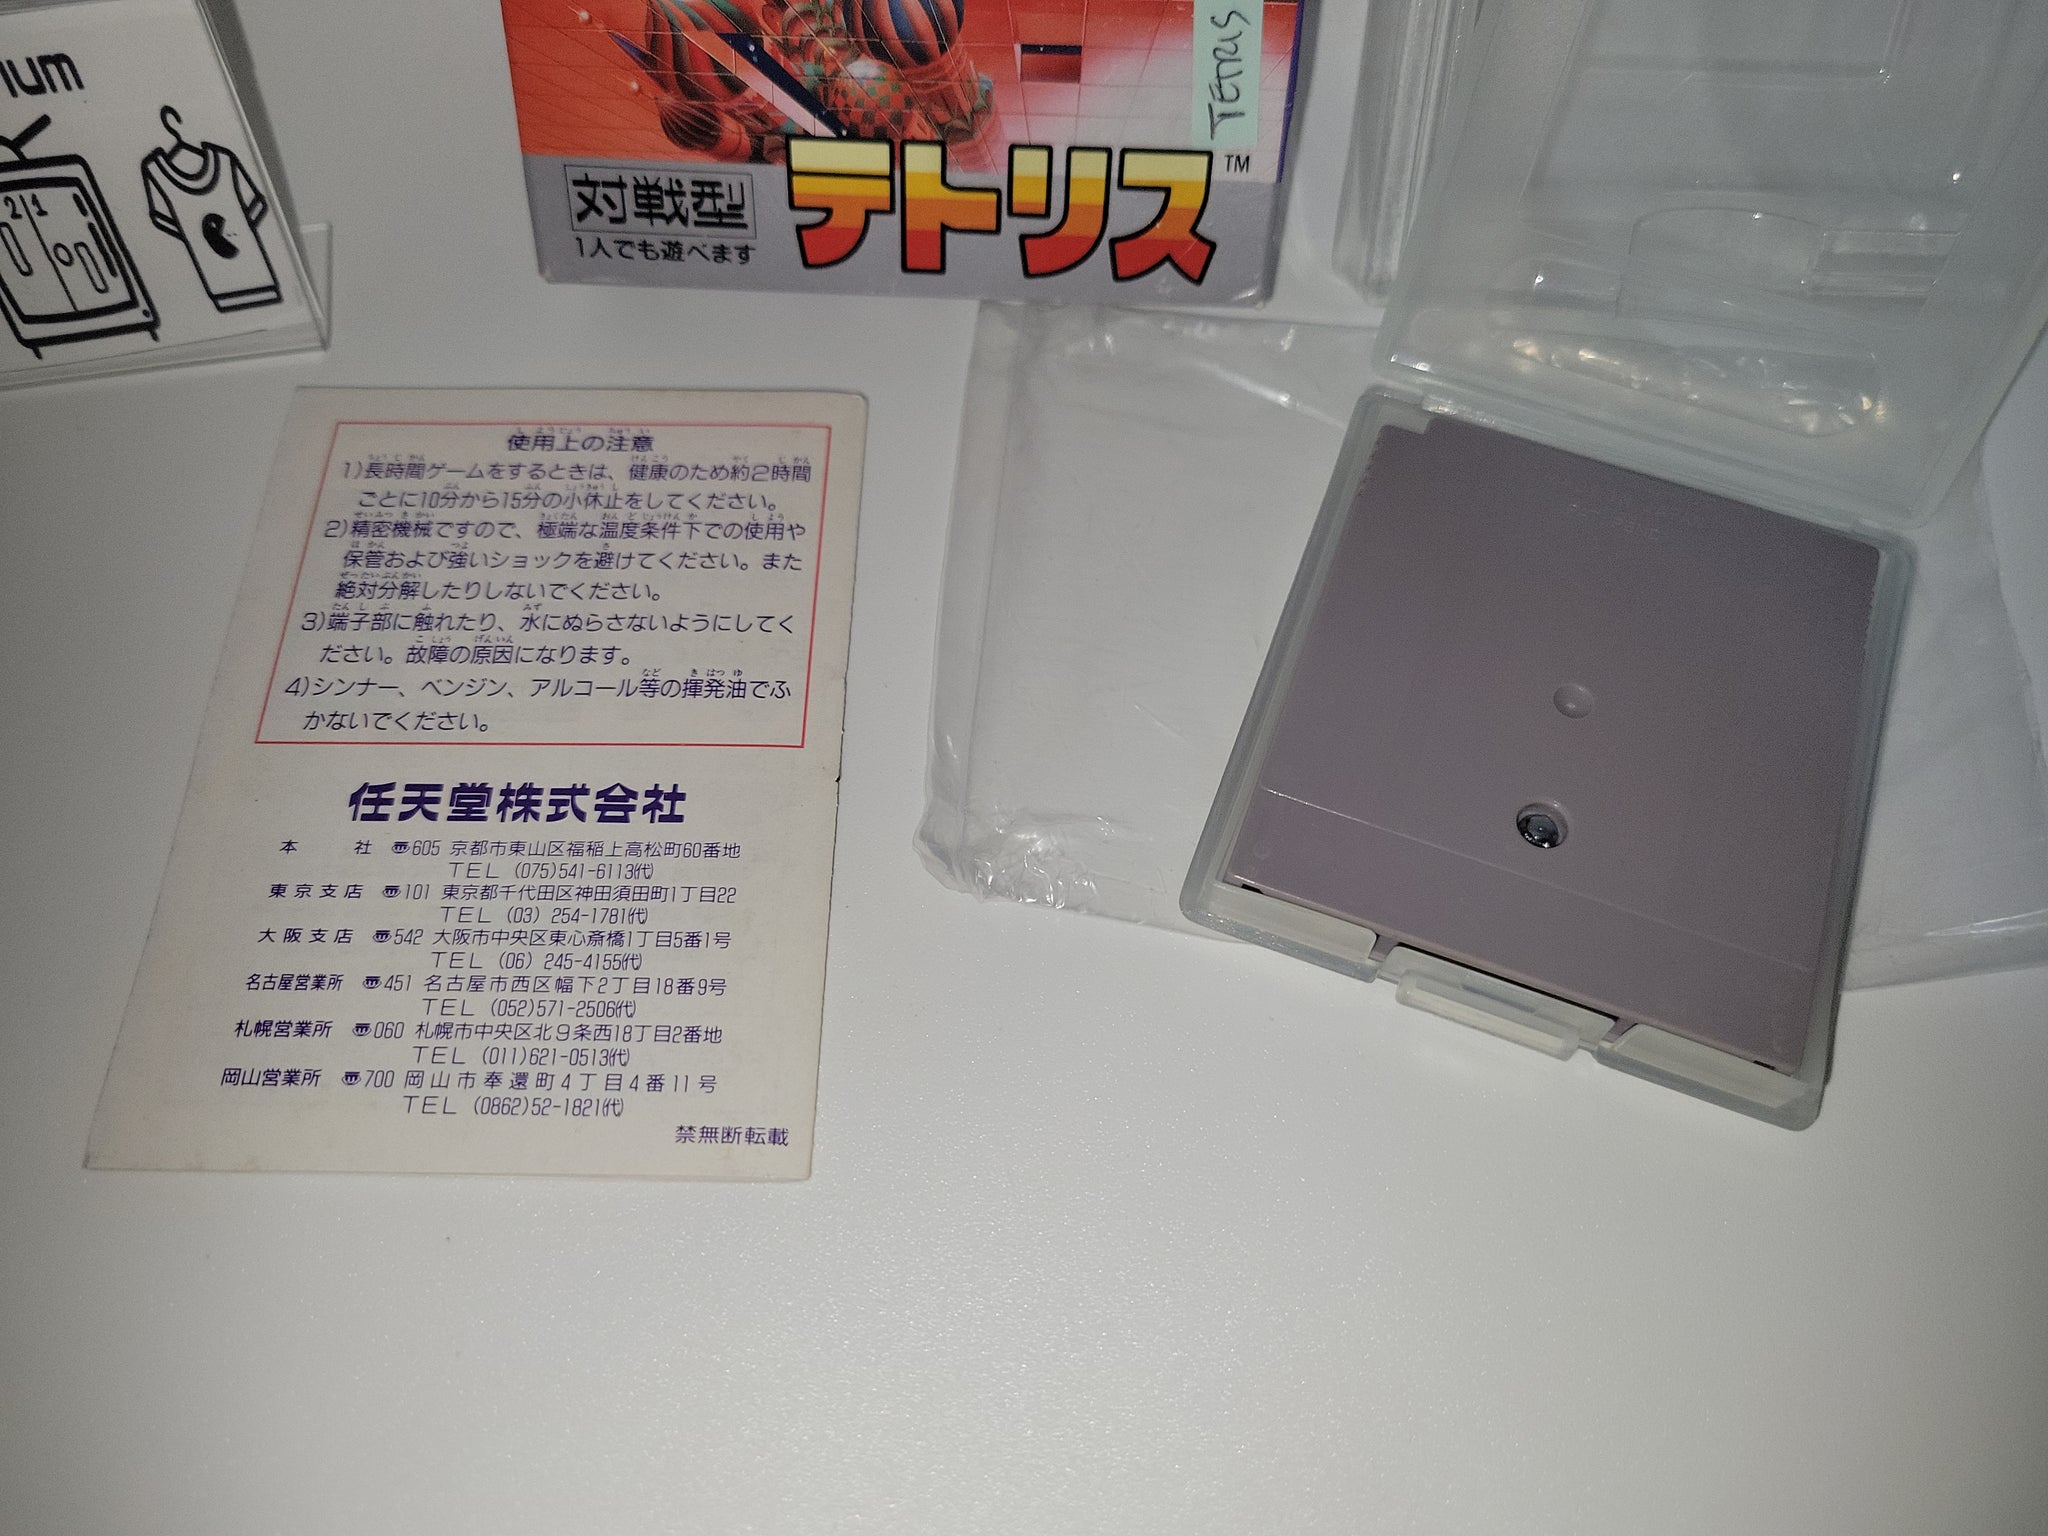 ium
21
TETRIS
対戦型
1人でも遊べます
テトリス™
使用上の注意
1)長時間ゲームをするときは、健康のため約2時間
ごとに10分から15分の小休止をしてください。
2)精密機械ですので、極端な温度条件下での使用や
保管および強いショックを避けてください。また
絶対分解したりしないでください。
3)端子部に触れたり、水にぬらさないようにしてく
ださい。故障の原因になります。
4)シンナー、ベンジン、アルコール等の揮発油でふ
かないでください。
任天堂株式会社
本社 〠605 京都市東山区福稲上高松町60番地
TEL (075)541-6113㈹
東京支店 〠101 東京都千代田区神田須田町1丁目22
TEL (03) 254-1781㈹
大阪支店 〠542 大阪市中央区東心斎橋1丁目5番1号
TEL (06) 245-4155㈹
名古屋営業所 〠451 名古屋市西区幅下2丁目18番9号
TEL (052)571-2506㈹
札幌営業所 〠060 札幌市中央区北9条西18丁目2番地
TEL (011)621-0513㈹
岡山営業所 〠700 岡山市奉還町4丁目4番11号
TEL (0862)52-1821㈹
禁無断転載